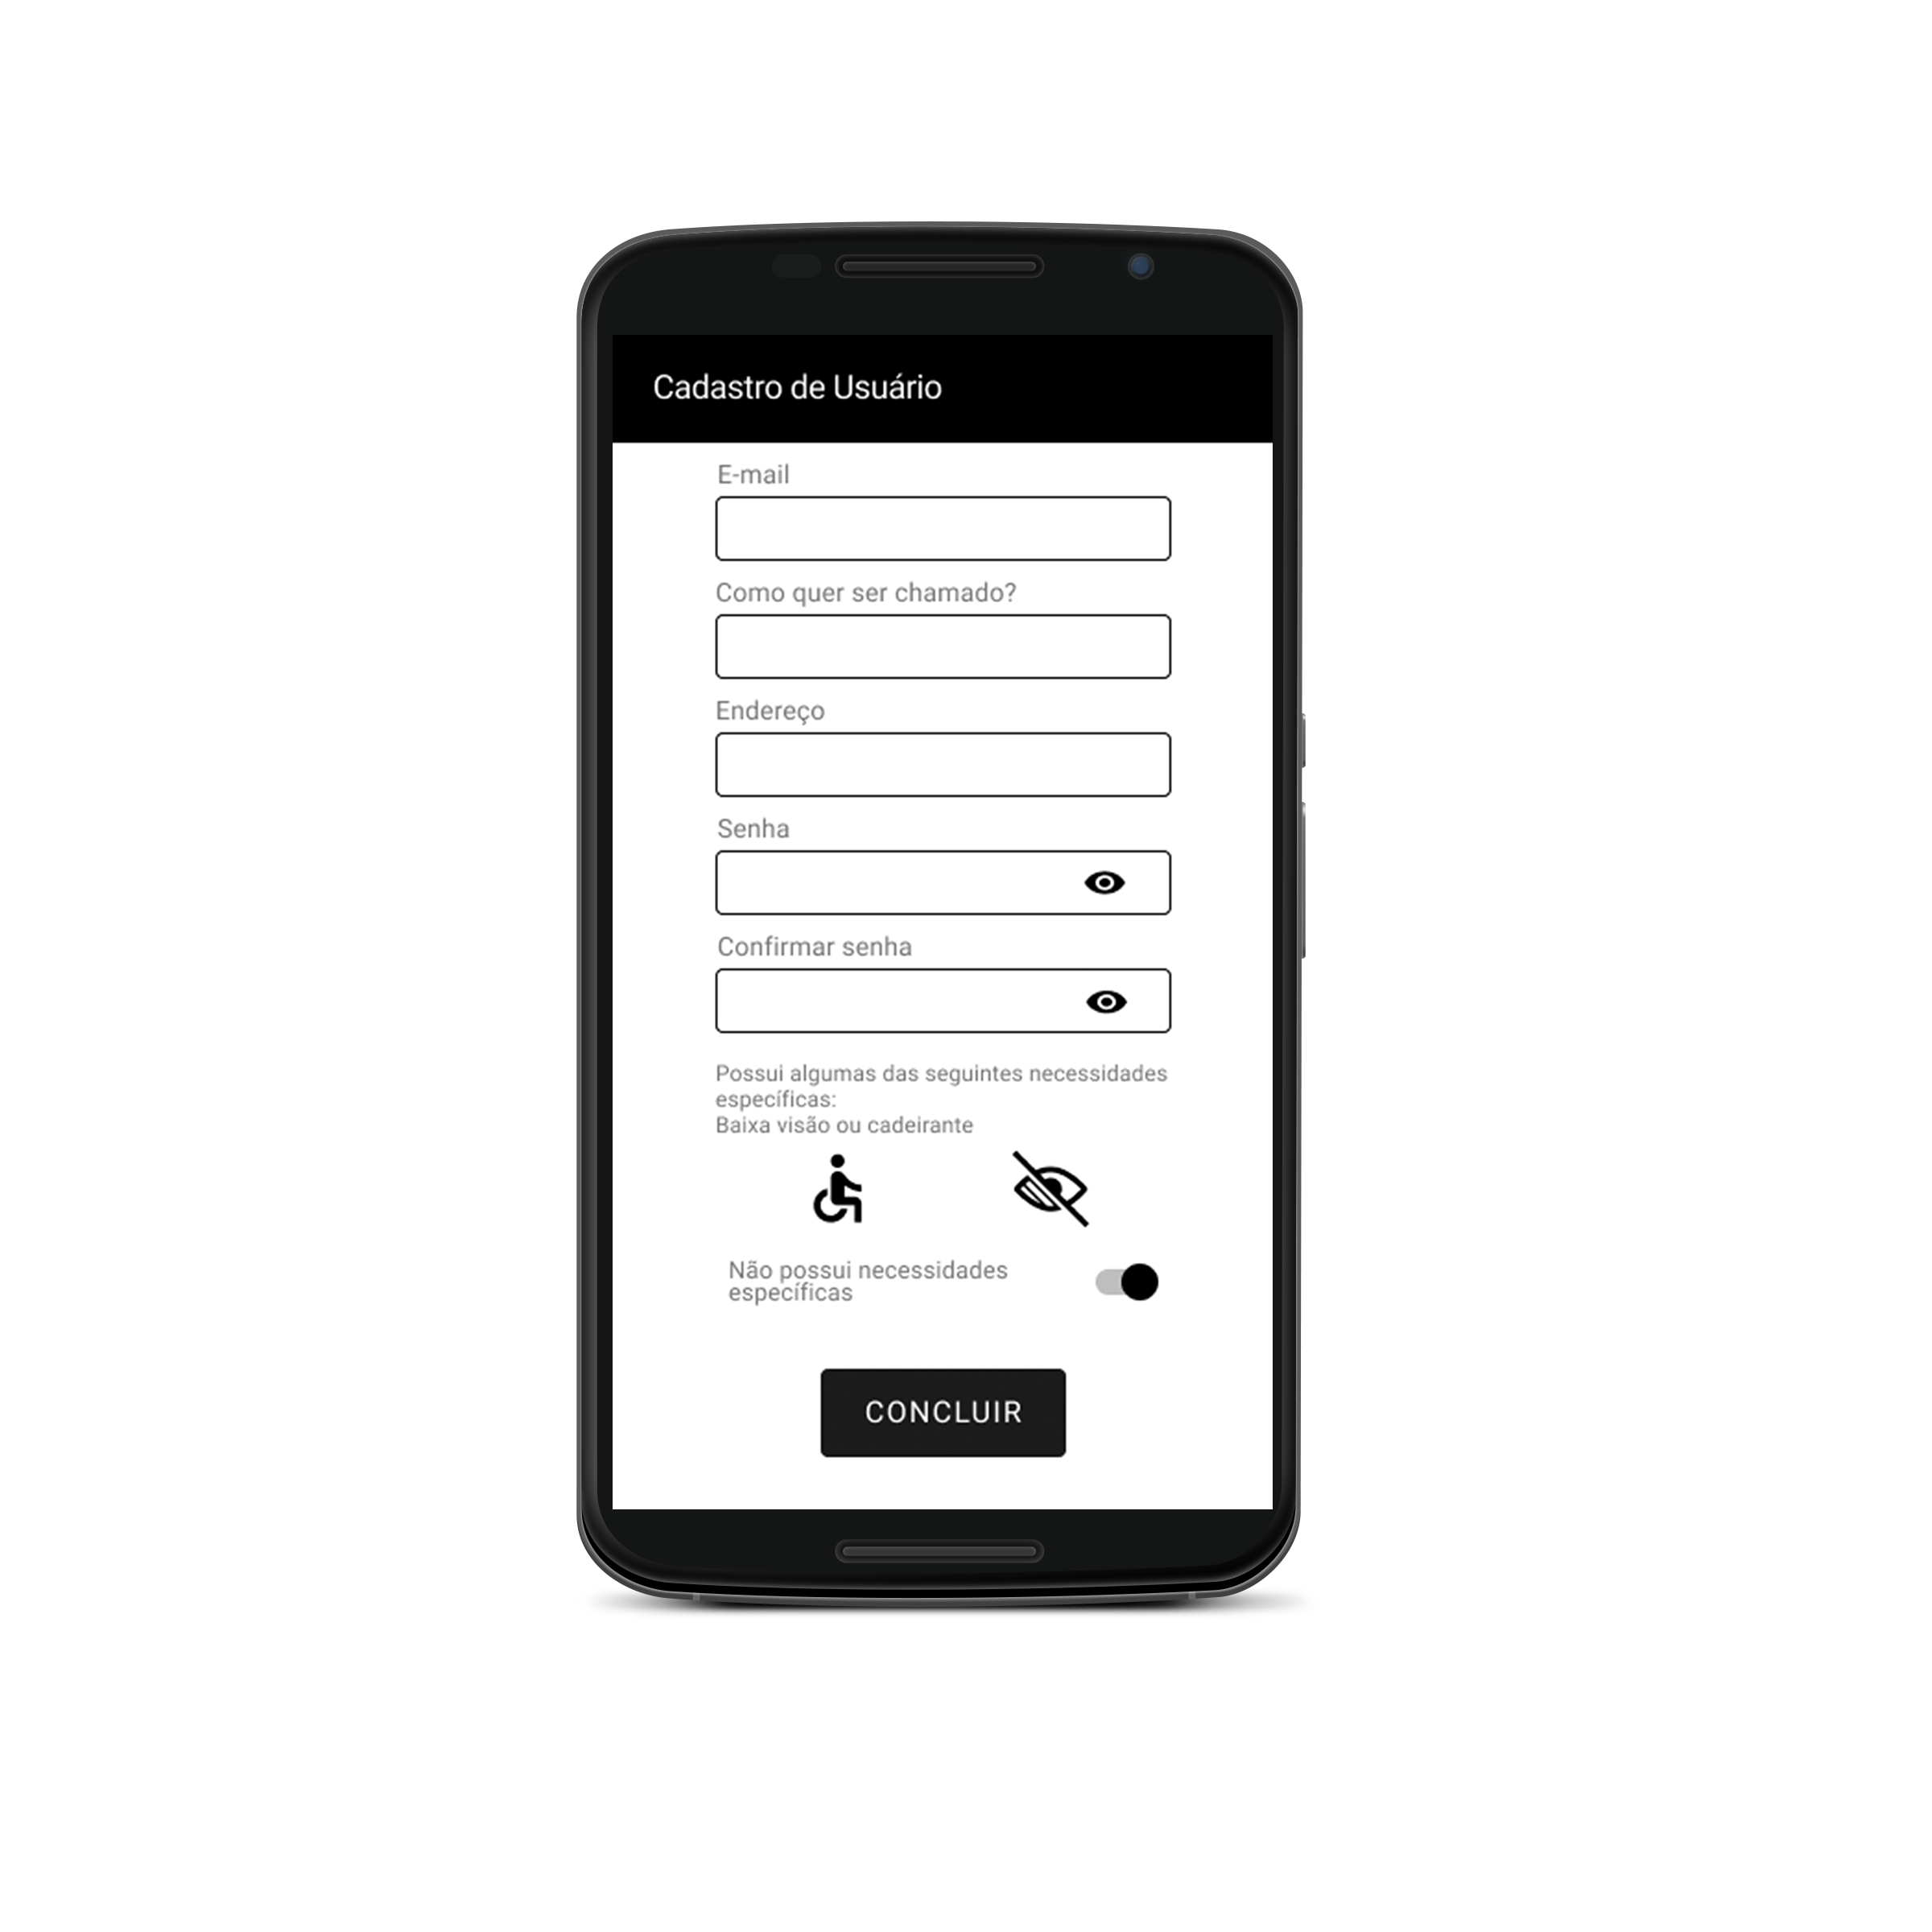 Cadastro de Usuário
E-mail
Como quer ser chamado?
Endereço
Senha
Confirmar senha
Possui algumas das seguintes necessidades
específicas:
Baixa visão ou cadeirante
Não possui necessidades
específicas
CONCLUIR